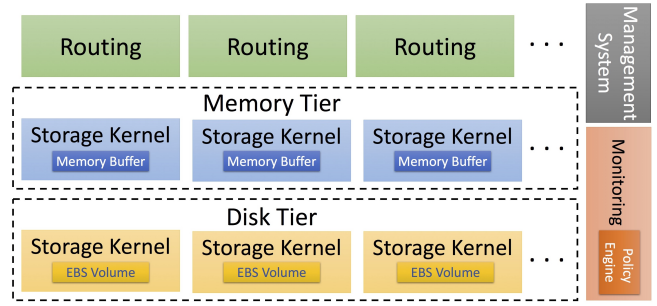 Routing
Routing
Routing
. . .
Management
System
Memory Tier
Storage Kernel
Memory Buffer
Storage Kernel
Memory Buffer
Storage Kernel
Memory Buffer
. . .
Disk Tier
Storage Kernel
EBS Volume
Storage Kernel
EBS Volume
Storage Kernel
EBS Volume
. . .
Monitoring
Policy
Engine